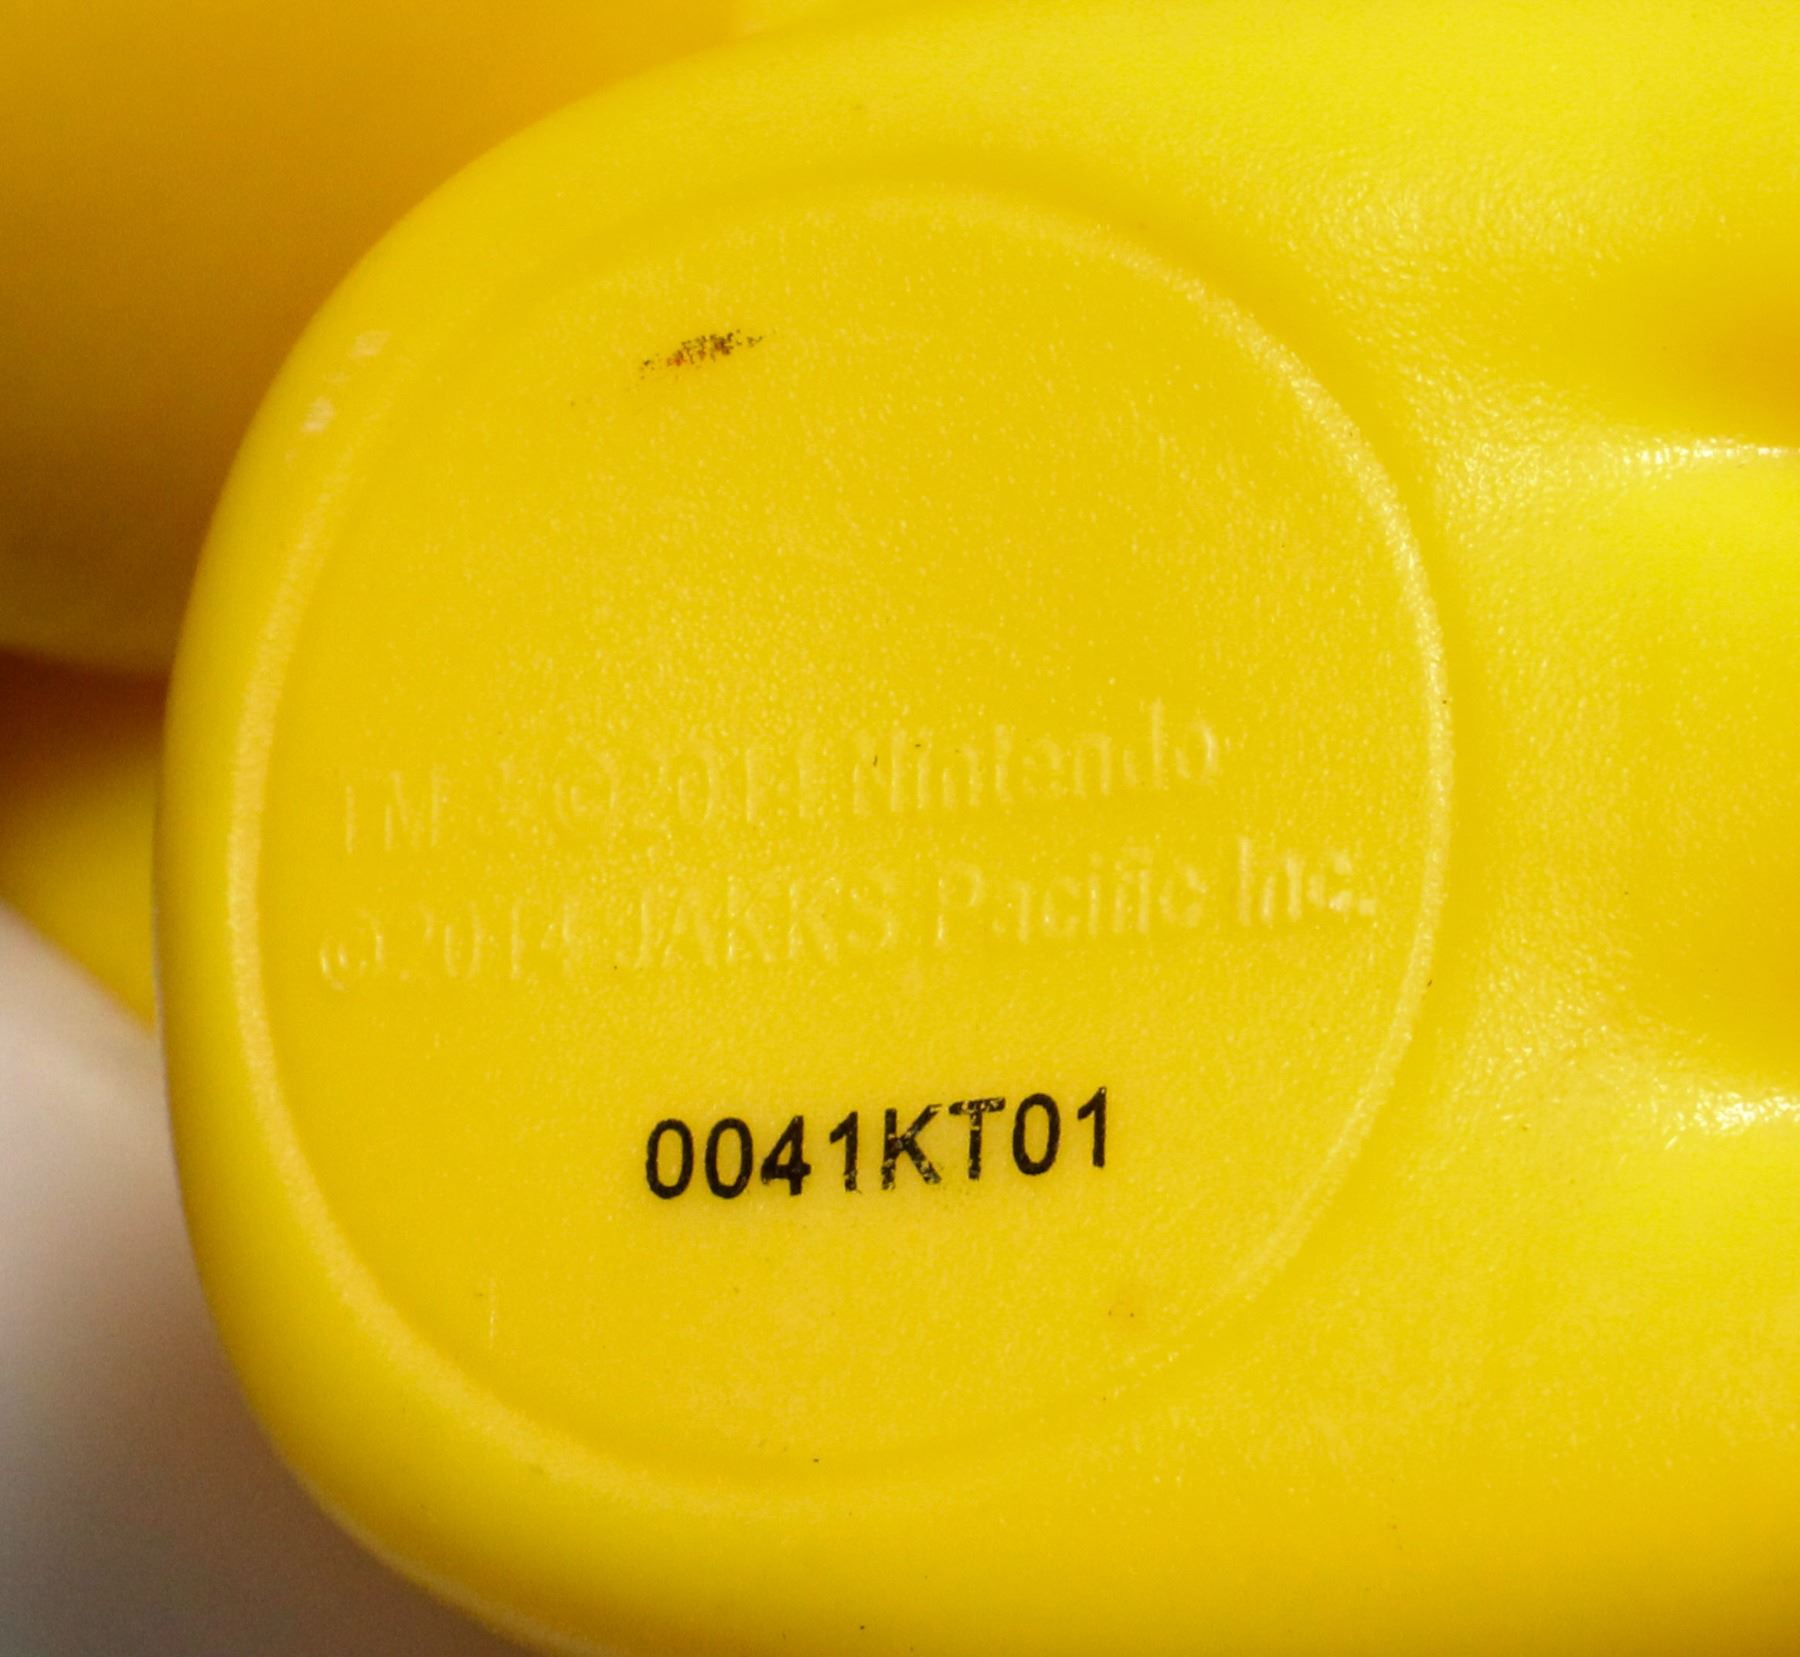 TM & ©2014 Nintendo
©2014 JAKKS Pacific Inc.
0041KT01